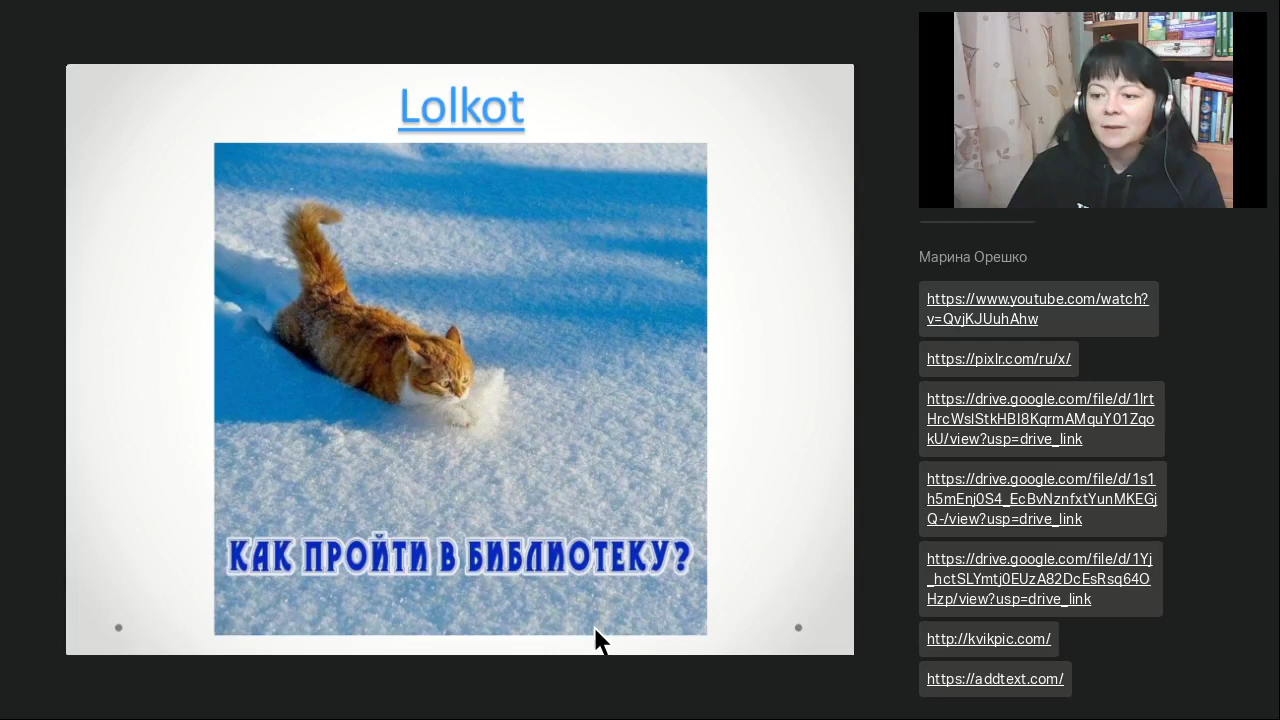 Lolkot
КАК ПРОЙТИ В БИБЛИОТЕКУ?
Марина Орешко
https://www.youtube.com/watch?
v=QvjKJUuhAhw
https://pixlr.com/ru/x/
https://drive.google.com/file/d/1lrt
HrcWslStkHBI8KqrmAMquY01Zqo
kU/view?usp=drive_link
https://drive.google.com/file/d/1s1
h5mEnj0S4_EcBvNznfxtYunMKEGj
Q-/view?usp=drive_link
https://drive.google.com/file/d/1Yj
_hctSLYmtj0EUzA82DcEsRsq64O
Hzp/view?usp=drive_link
http://kvikpic.com/
https://addtext.com/